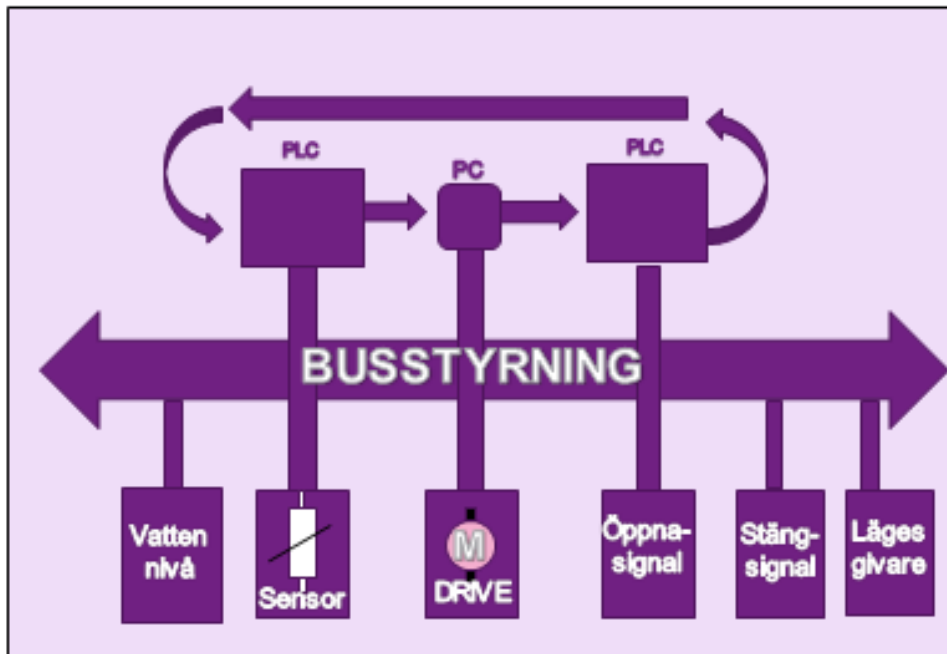 PLC
PC
PLC
BUSSTYRNING
Vatten
nivå
Sensor
M
DRIVE
Öppna-
signal
Stäng-
signal
Läges
givare